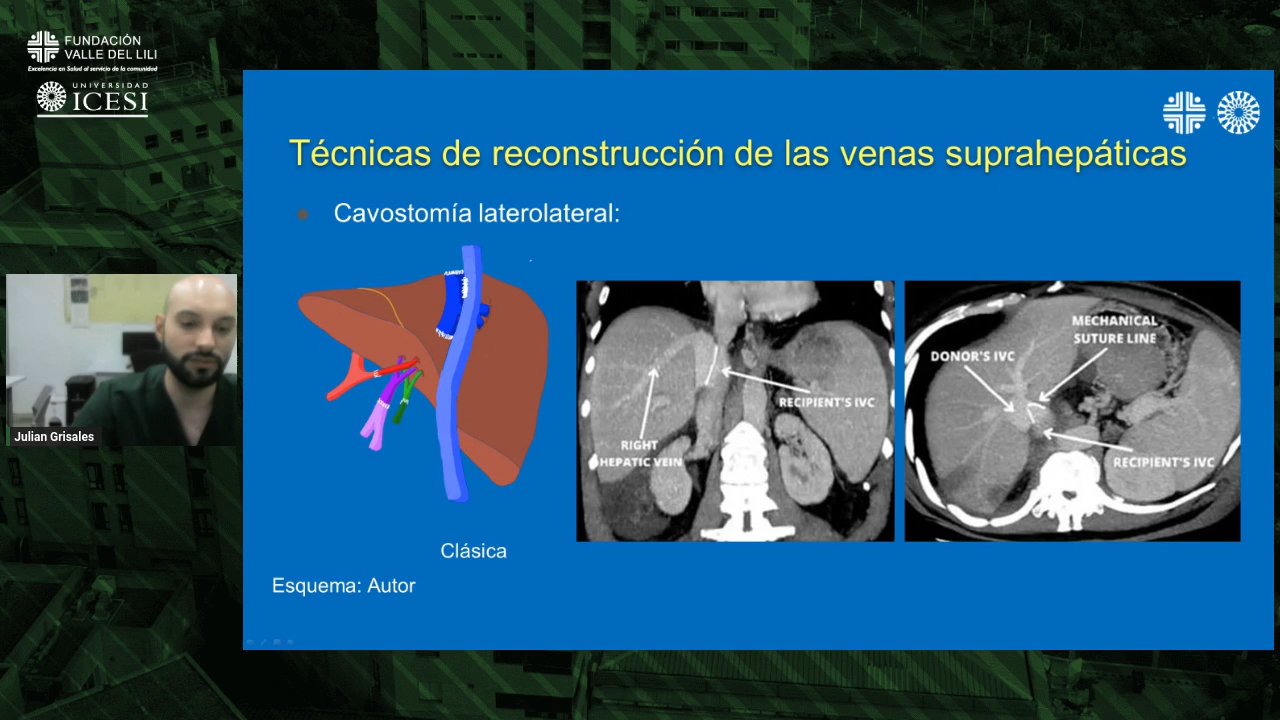 FUNDACIÓN
VALLE DEL LILI
Excelencia en Salud al servicio de la comunidad
UNIVERSIDAD
ICESI
Técnicas de reconstrucción de las venas suprahepáticas
Cavostomía laterolateral:
RECIPIENT'S IVC
RIGHT
HEPATIC VEIN
MECHANICAL
SUTURE LINE
DONOR'S IVC
RECIPIENT'S IVC
Julian Grisales
Clásica
Esquema: Autor